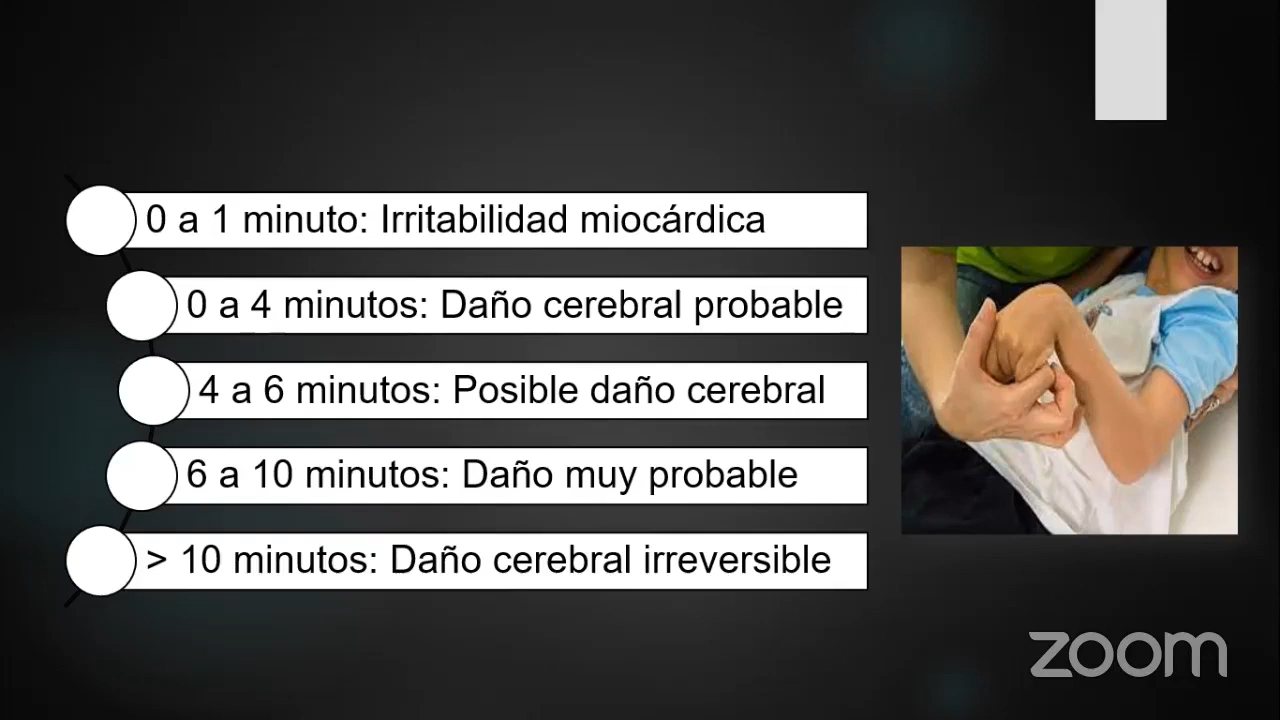 0 a 1 minuto: Irritabilidad miocárdica
0 a 4 minutos: Daño cerebral probable
4 a 6 minutos: Posible daño cerebral
6 a 10 minutos: Daño muy probable
> 10 minutos: Daño cerebral irreversible
zoom